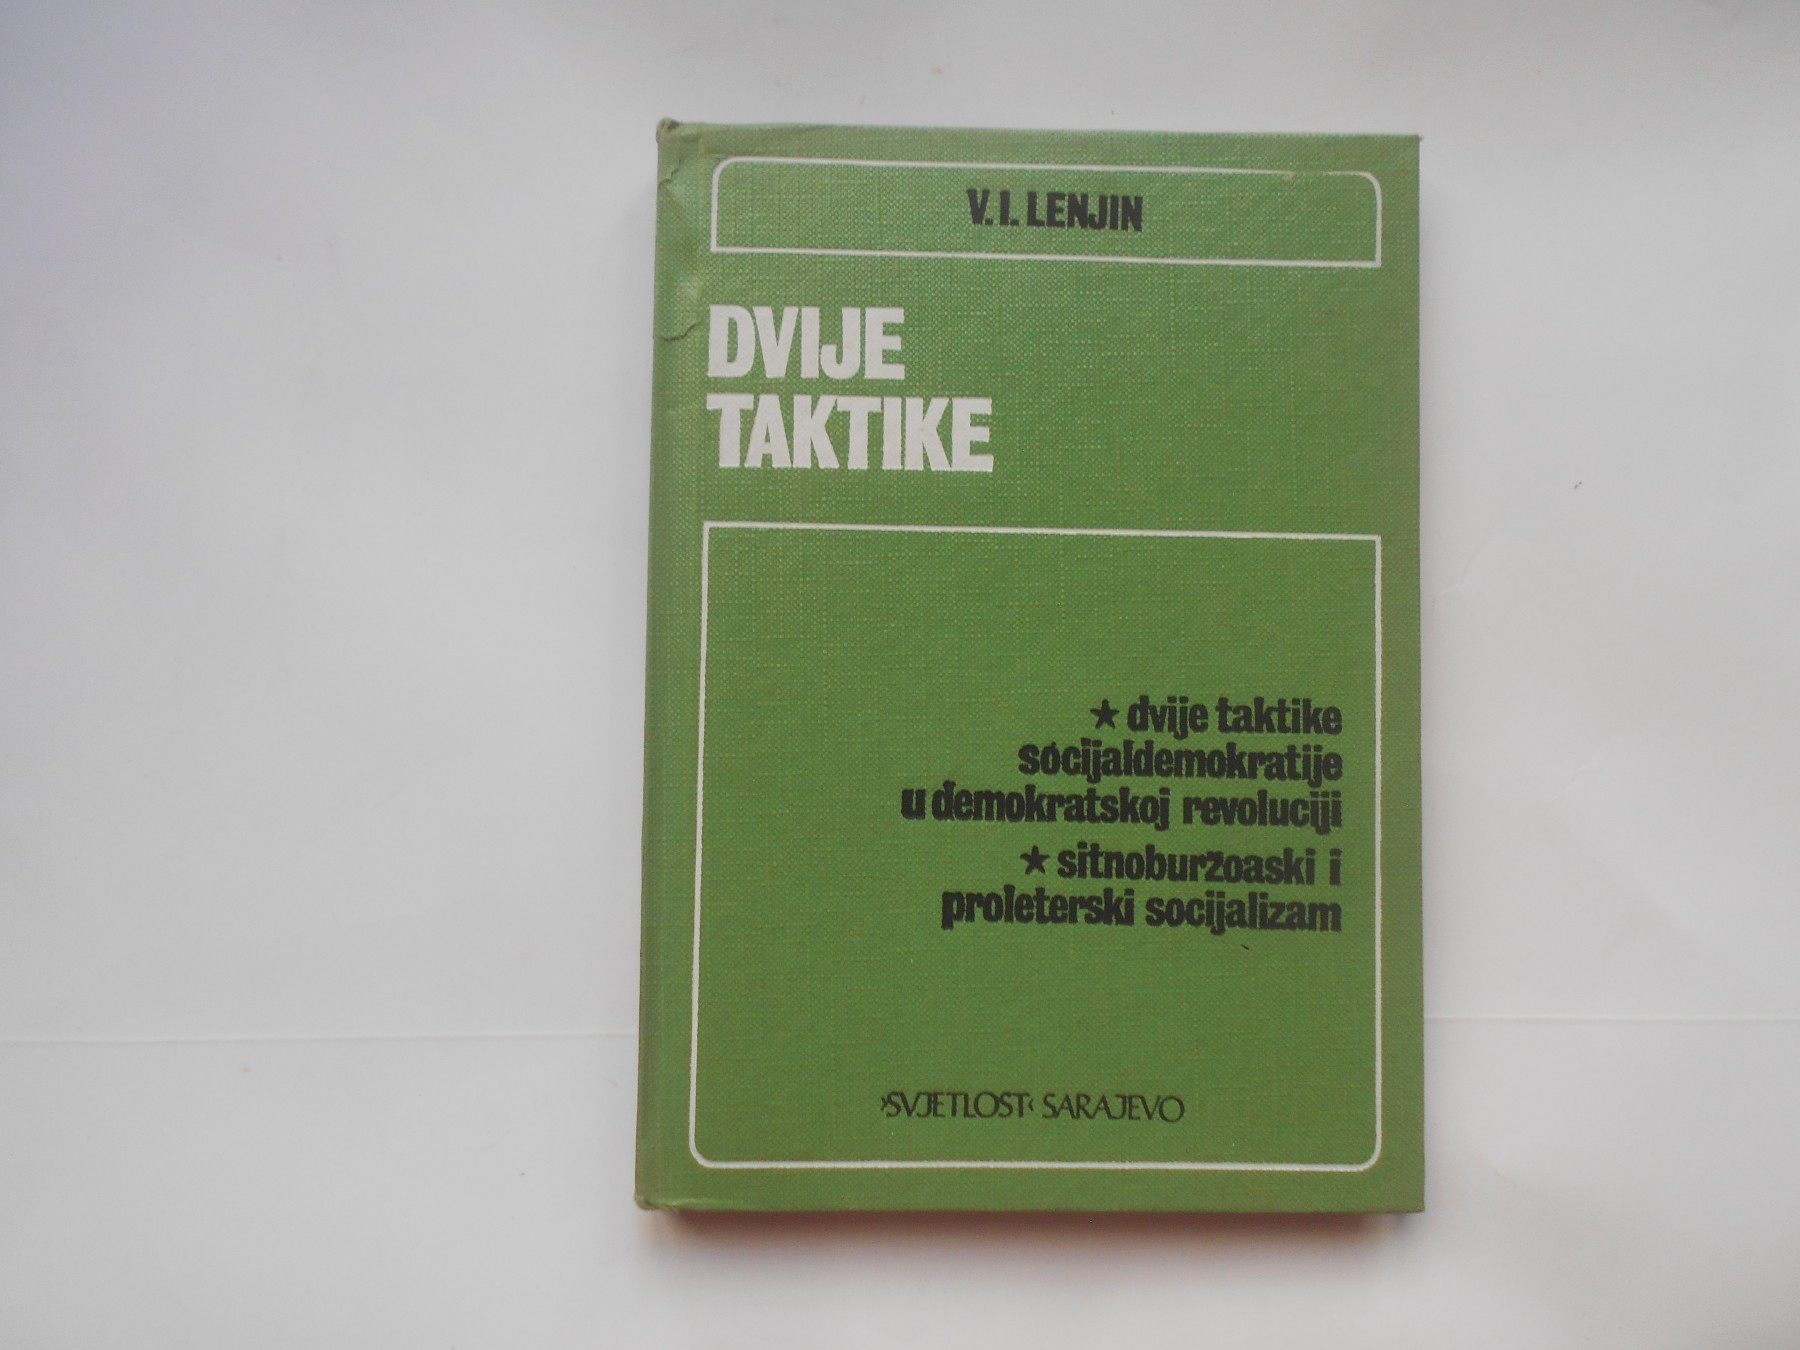 V. I. LENJIN
DVIJE
TAKTIKE
★ dvije taktike
socijaldemokratije
u demokratskoj revoluciji
★ sitnoburžoaski i
proleterski socijalizam
›SVJETLOST‹ SARAJEVO